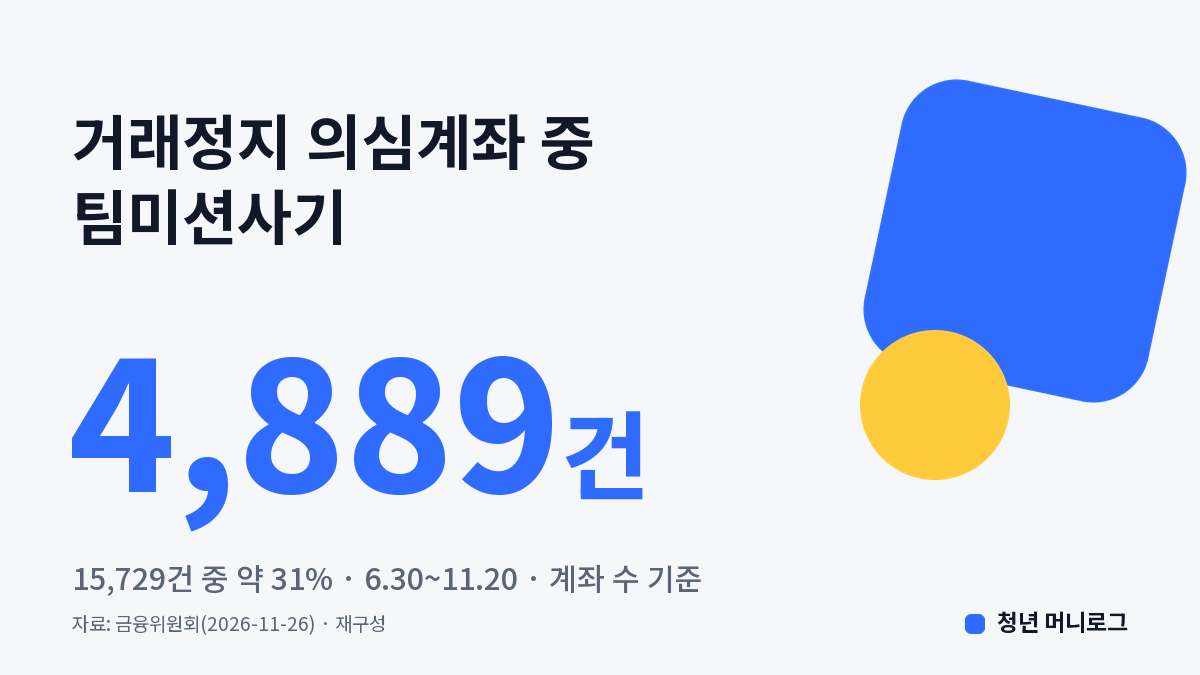 거래정지 의심계좌 중
팀미션사기
4,889건
15,729건 중 약 31% · 6.30~11.20 · 계좌 수 기준
자료: 금융위원회(2026-11-26) · 재구성
청년 머니로그